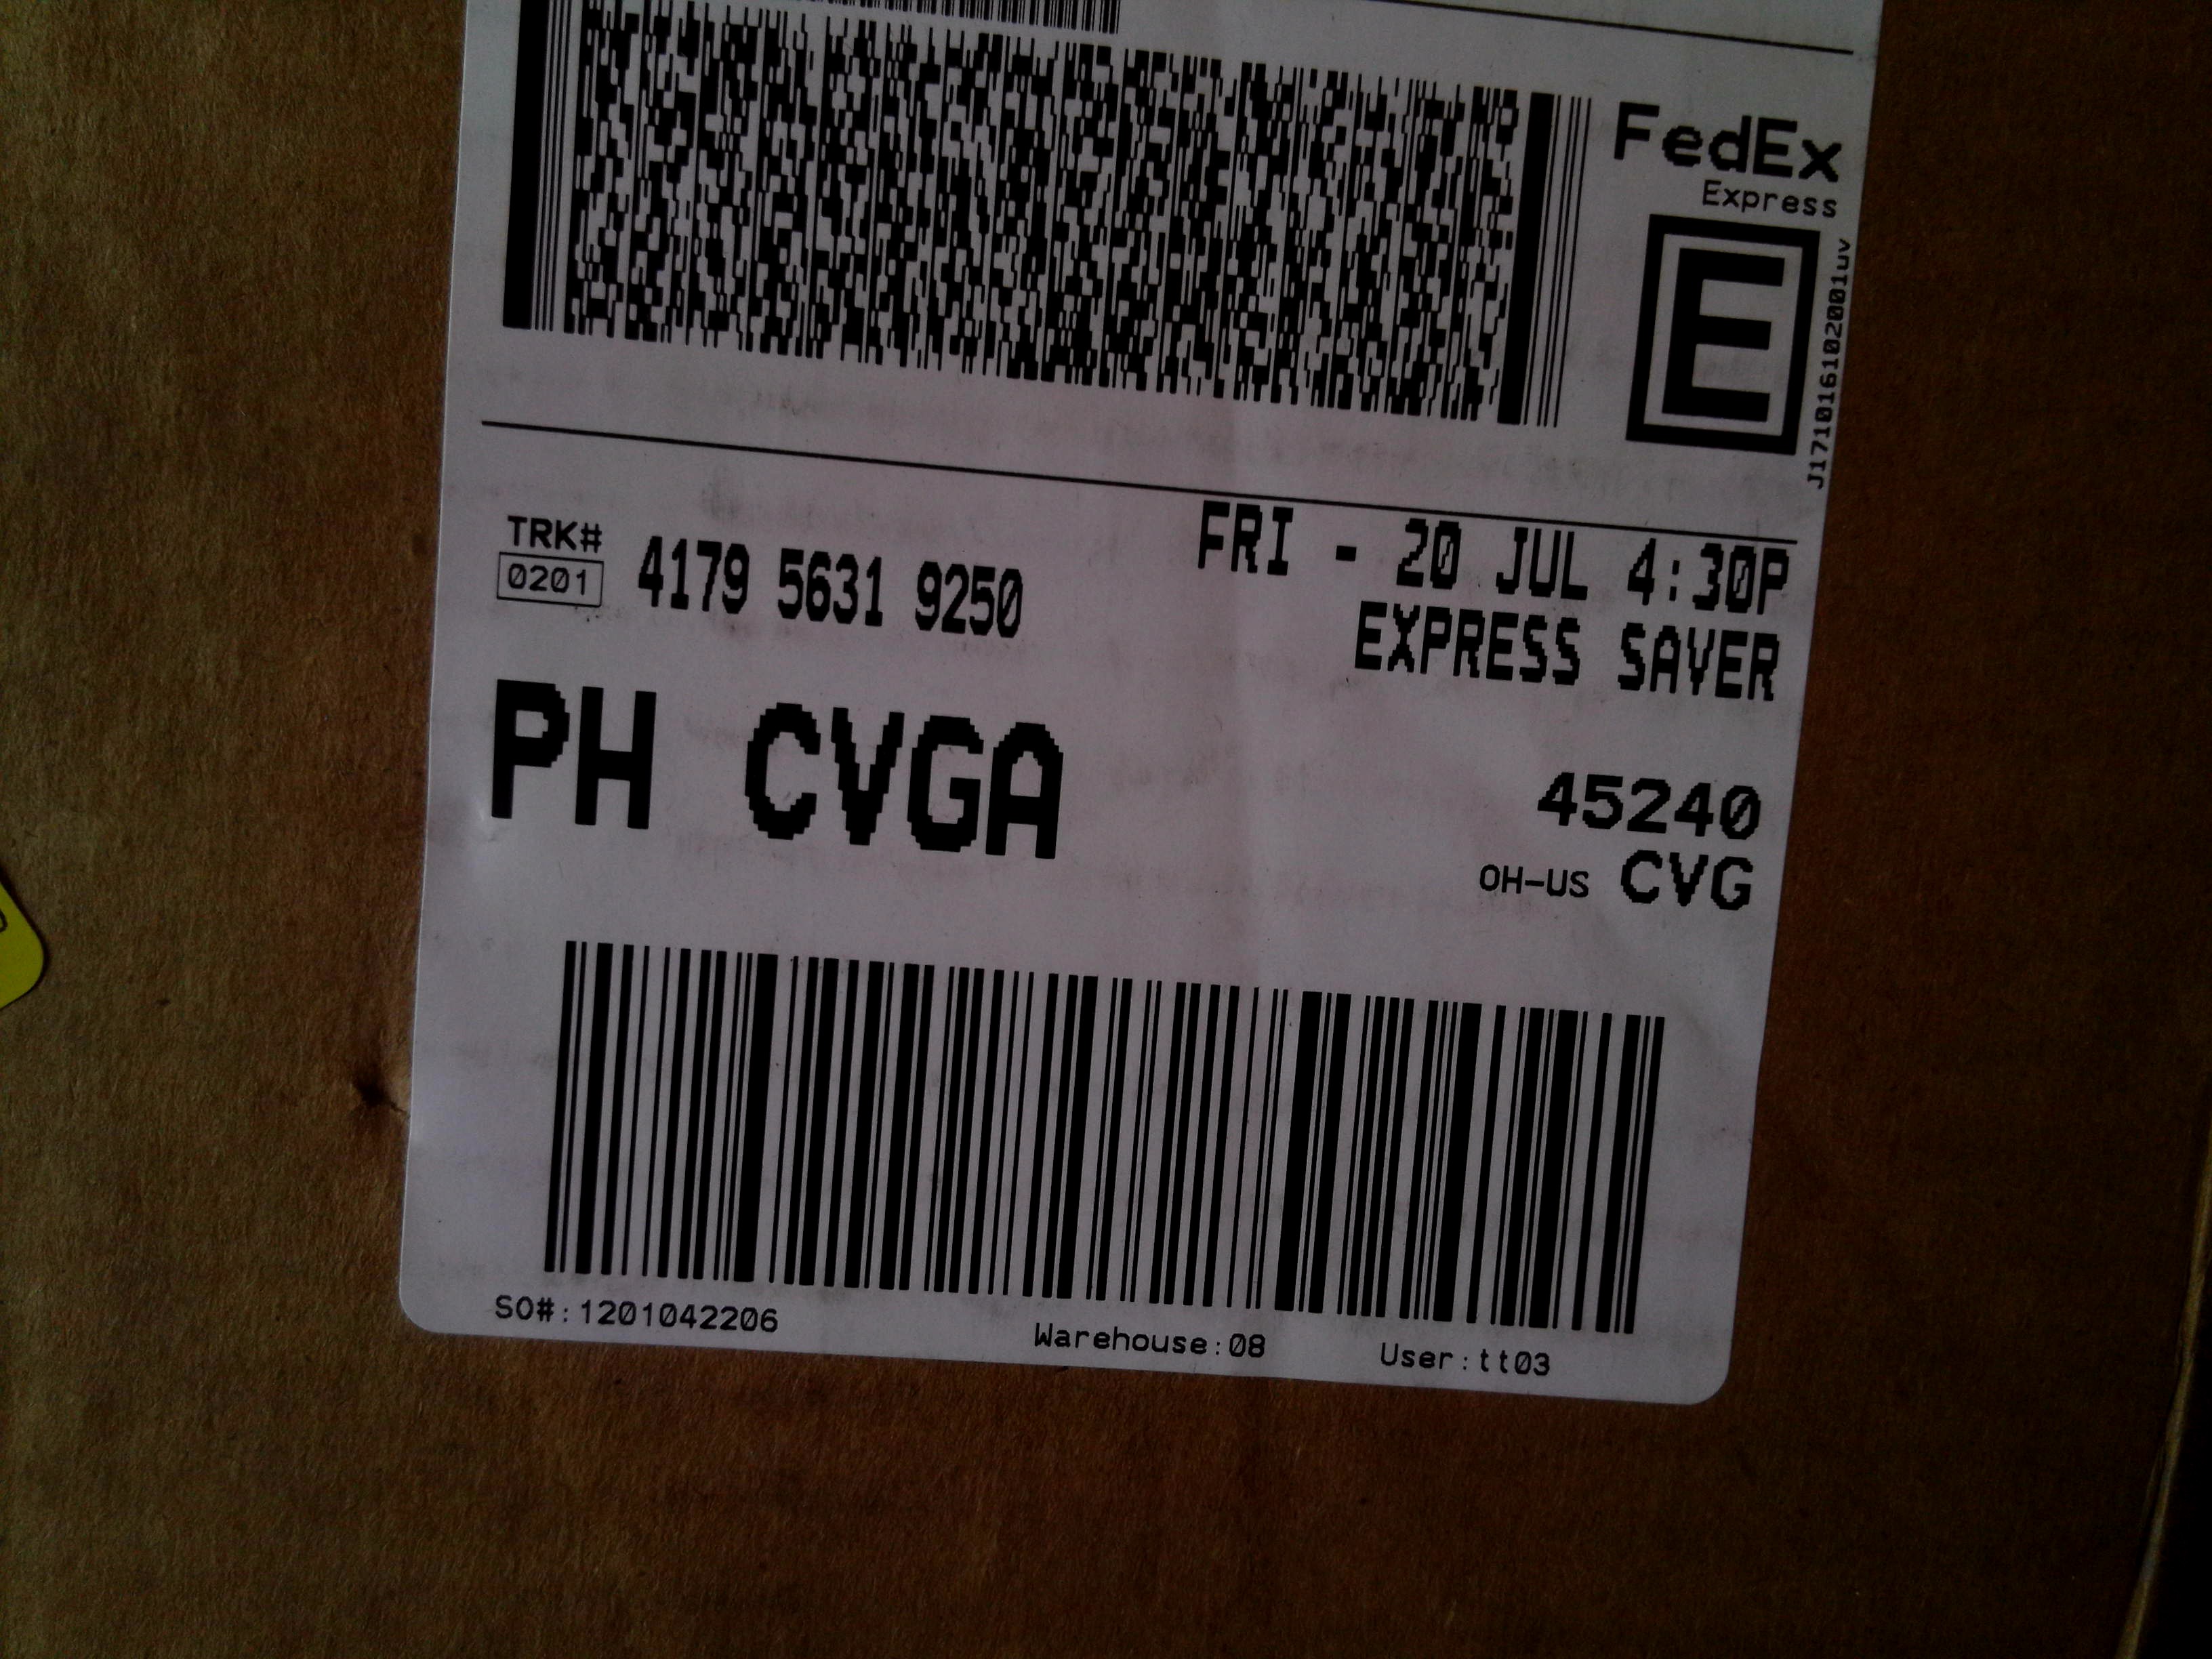 FedEx
Express
E
J171016102001uv
TRK#
0201
4179 5631 9250
FRI - 20 JUL 4:30P
EXPRESS SAVER
PH CVGA
45240
OH-US CVG
SO#:1201042206
Warehouse:08
User:tt03